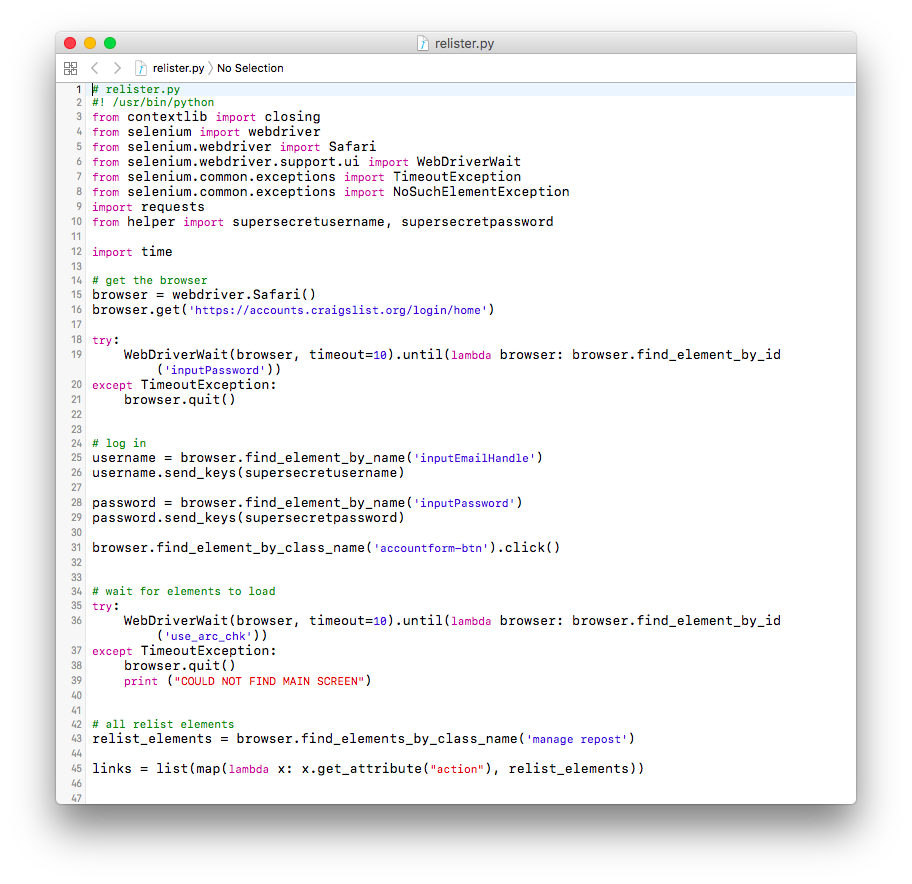 relister.py
relister.py 〉 No Selection
1 # relister.py
2 #! /usr/bin/python
3 from contextlib import closing
4 from selenium import webdriver
5 from selenium.webdriver import Safari
6 from selenium.webdriver.support.ui import WebDriverWait
7 from selenium.common.exceptions import TimeoutException
8 from selenium.common.exceptions import NoSuchElementException
9 import requests
10 from helper import supersecretusername, supersecretpassword
11
12 import time
13
14 # get the browser
15 browser = webdriver.Safari()
16 browser.get('https://accounts.craigslist.org/login/home')
17
18 try:
19     WebDriverWait(browser, timeout=10).until(lambda browser: browser.find_element_by_id
        ('inputPassword'))
20 except TimeoutException:
21     browser.quit()
22
23
24 # log in
25 username = browser.find_element_by_name('inputEmailHandle')
26 username.send_keys(supersecretusername)
27
28 password = browser.find_element_by_name('inputPassword')
29 password.send_keys(supersecretpassword)
30
31 browser.find_element_by_class_name('accountform-btn').click()
32
33
34 # wait for elements to load
35 try:
36     WebDriverWait(browser, timeout=10).until(lambda browser: browser.find_element_by_id
        ('use_arc_chk'))
37 except TimeoutException:
38     browser.quit()
39     print ("COULD NOT FIND MAIN SCREEN")
40
41
42 # all relist elements
43 relist_elements = browser.find_elements_by_class_name('manage repost')
44
45 links = list(map(lambda x: x.get_attribute("action"), relist_elements))
46
47